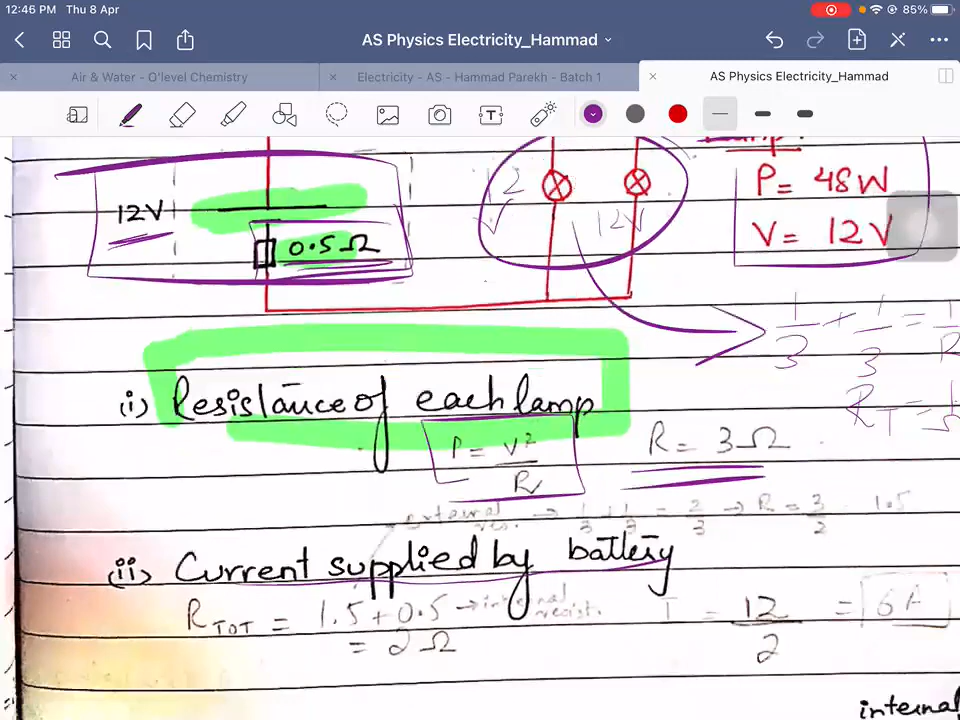 12:46 PM Thu 8 Apr
85%
AS Physics Electricity_Hammad
Air & Water - O'level Chemistry
Electricity - AS - Hammad Parekh - Batch 1
AS Physics Electricity_Hammad
P = 48W
V = 12V
12V
0.5Ω
12V
12V
1/3 + 1/3 = 1/R
(i) Resistance of each lamp
P = V²/R
R = 3Ω
external res. → 1/3 + 1/3 = 2/3 → R = 3/2 1.5
(ii) Current supplied by battery
R TOT = 1.5 + 0.5 → internal resist. I = 12/2 = 6A
= 2Ω
internal